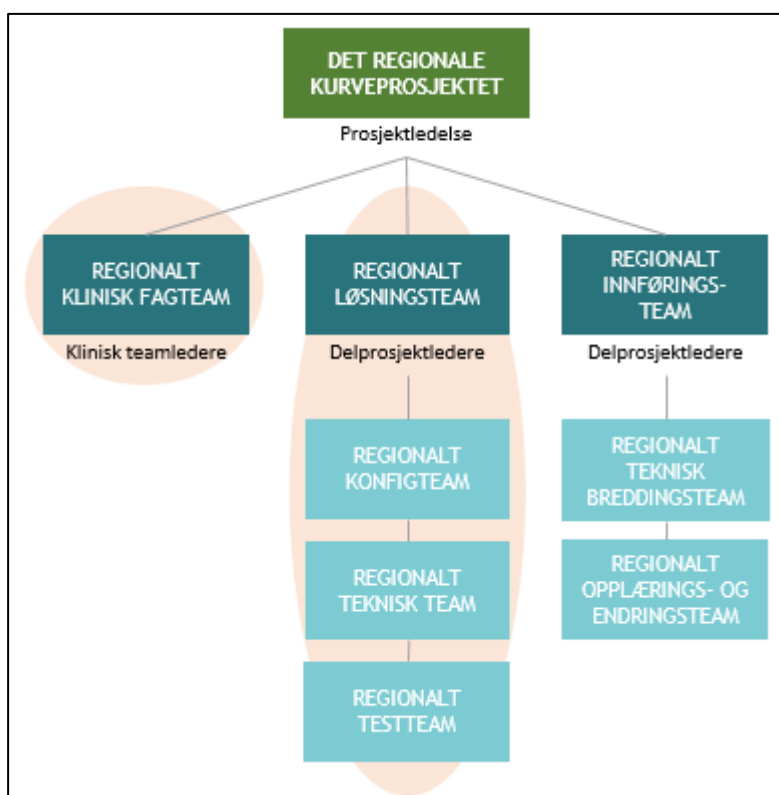 DET REGIONALE
KURVEPROSJEKTET
Prosjektledelse
REGIONALT
KLINISK FAGTEAM
Klinisk teamledere
REGIONALT
LØSNINGSTEAM
Delprosjektledere
REGIONALT
INNFØRINGS-
TEAM
Delprosjektledere
REGIONALT
KONFIGTEAM
REGIONALT
TEKNISK
BREDDINGSTEAM
REGIONALT
TEKNISK TEAM
REGIONALT
OPPLÆRINGS- OG
ENDRINGSTEAM
REGIONALT
TESTTEAM